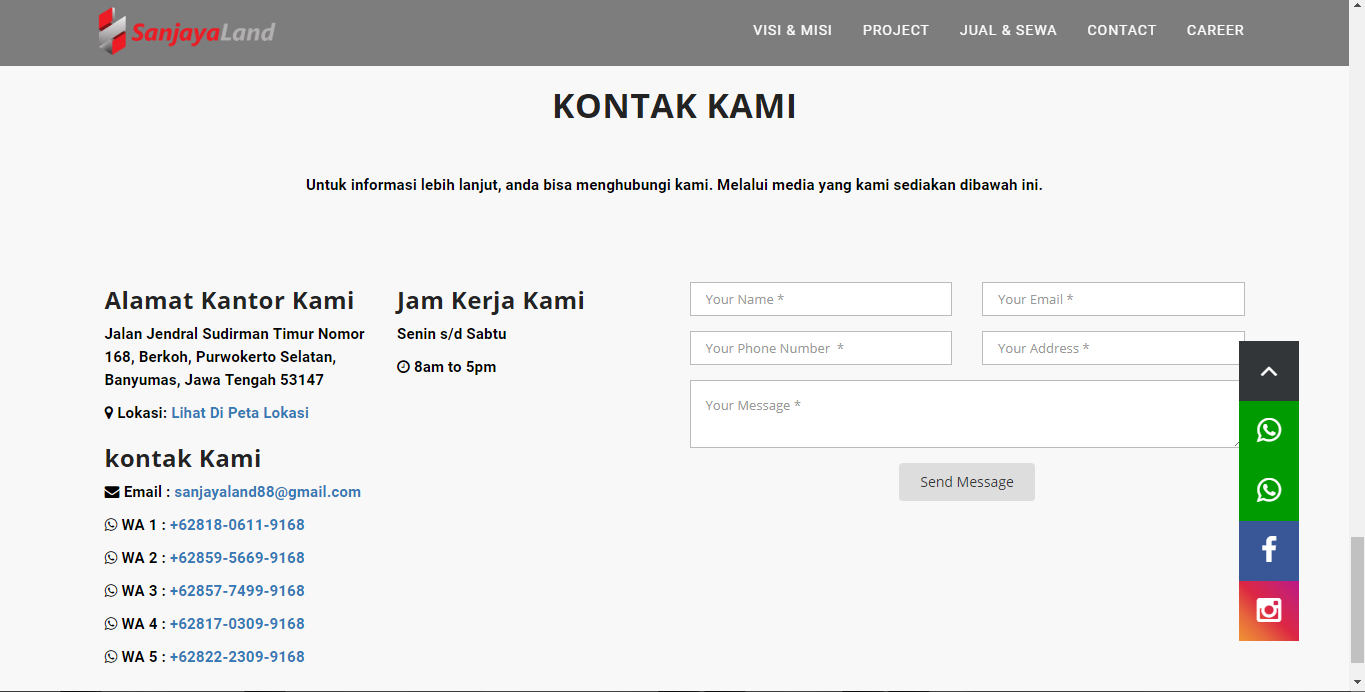 SanjayaLand
VISI & MISI PROJECT JUAL & SEWA CONTACT CAREER
KONTAK KAMI
Untuk informasi lebih lanjut, anda bisa menghubungi kami. Melalui media yang kami sediakan dibawah ini.
Alamat Kantor Kami
Jalan Jendral Sudirman Timur Nomor
168, Berkoh, Purwokerto Selatan,
Banyumas, Jawa Tengah 53147
Lokasi: Lihat Di Peta Lokasi
kontak Kami
Email : sanjayaland88@gmail.com
WA 1 : +62818-0611-9168
WA 2 : +62859-5669-9168
WA 3 : +62857-7499-9168
WA 4 : +62817-0309-9168
WA 5 : +62822-2309-9168
Jam Kerja Kami
Senin s/d Sabtu
8am to 5pm
Your Name * Your Email *
Your Phone Number * Your Address *
Your Message *
Send Message